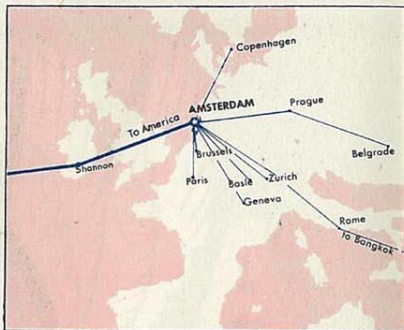 Copenhagen
AMSTERDAM
To America
Prague
Shannon
Brussels
Belgrade
Paris
Basle
Zurich
Geneva
Rome
to Bangkok